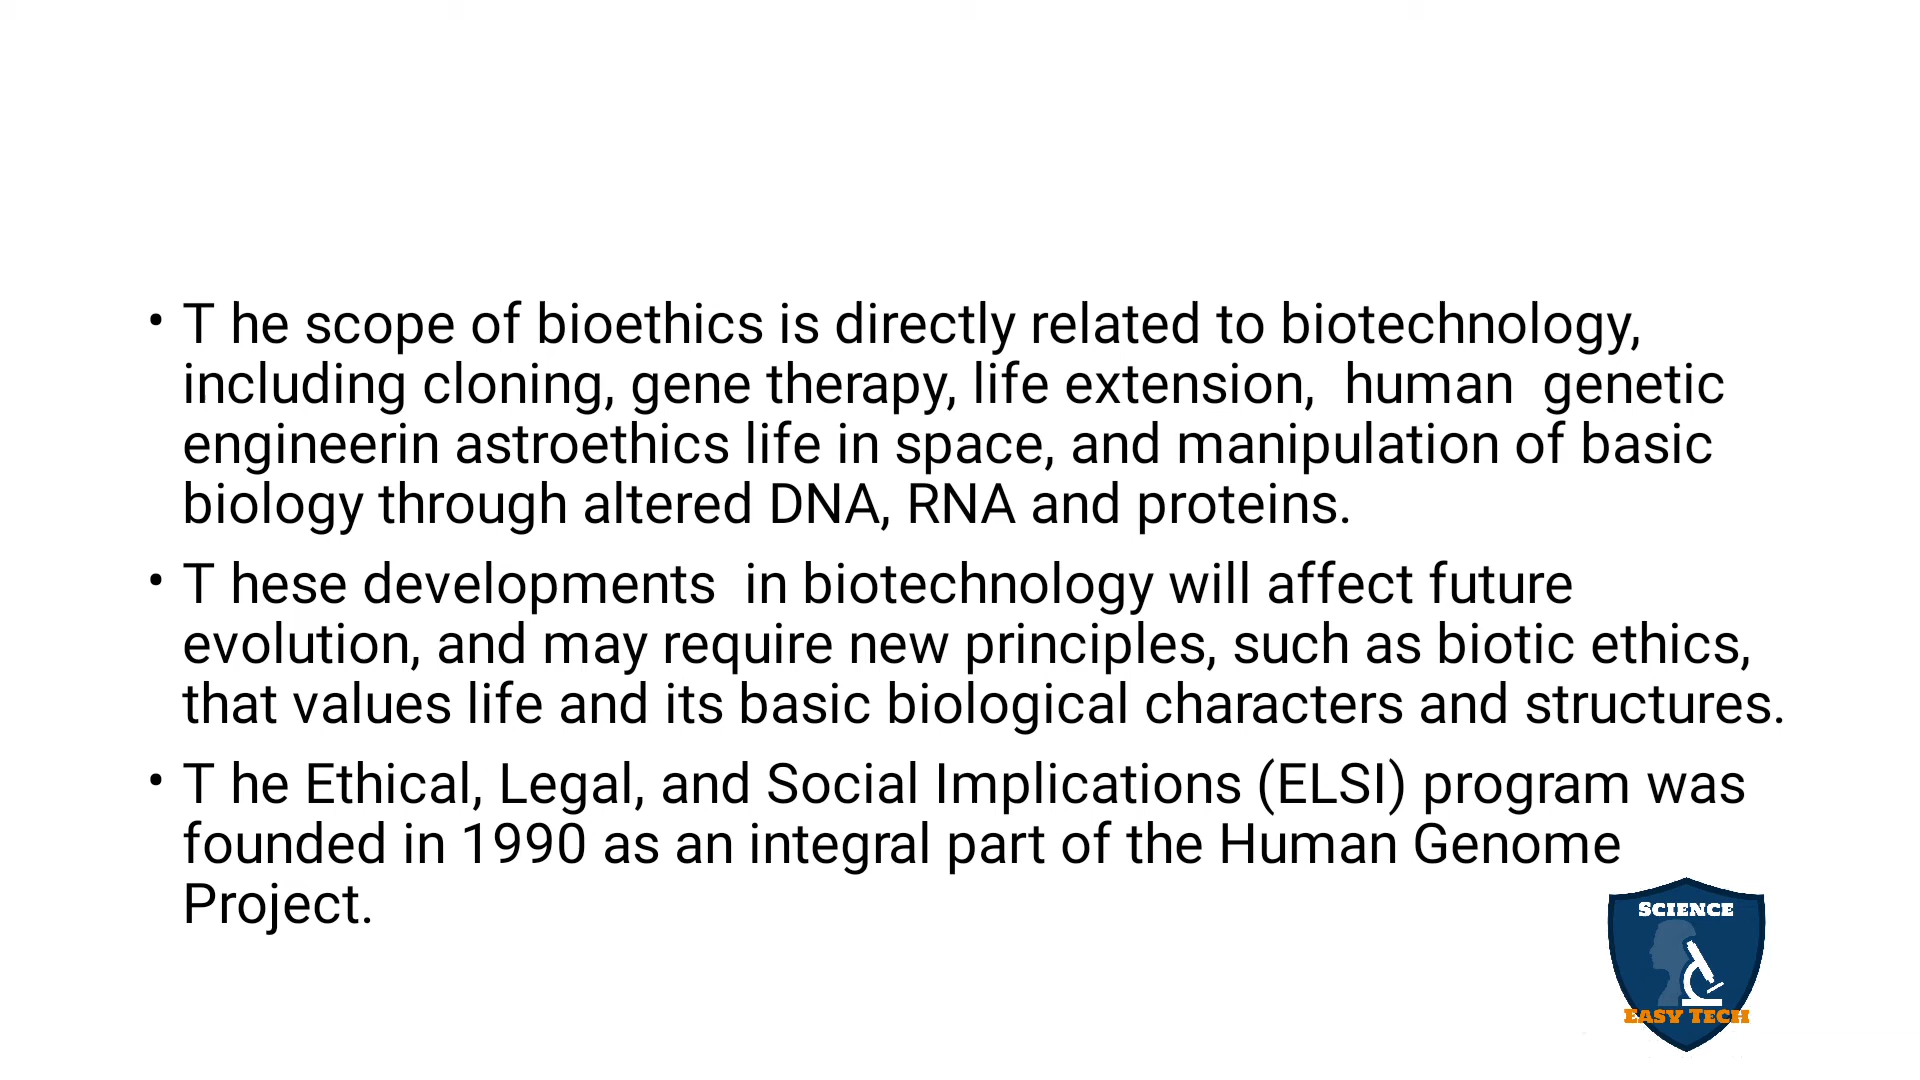 • T he scope of bioethics is directly related to biotechnology,
including cloning, gene therapy, life extension,  human  genetic
engineerin astroethics life in space, and manipulation of basic
biology through altered DNA, RNA and proteins.
• T hese developments  in biotechnology will affect future
evolution, and may require new principles, such as biotic ethics,
that values life and its basic biological characters and structures.
• T he Ethical, Legal, and Social Implications (ELSI) program was
founded in 1990 as an integral part of the Human Genome
Project.
SCIENCE
EASY TECH